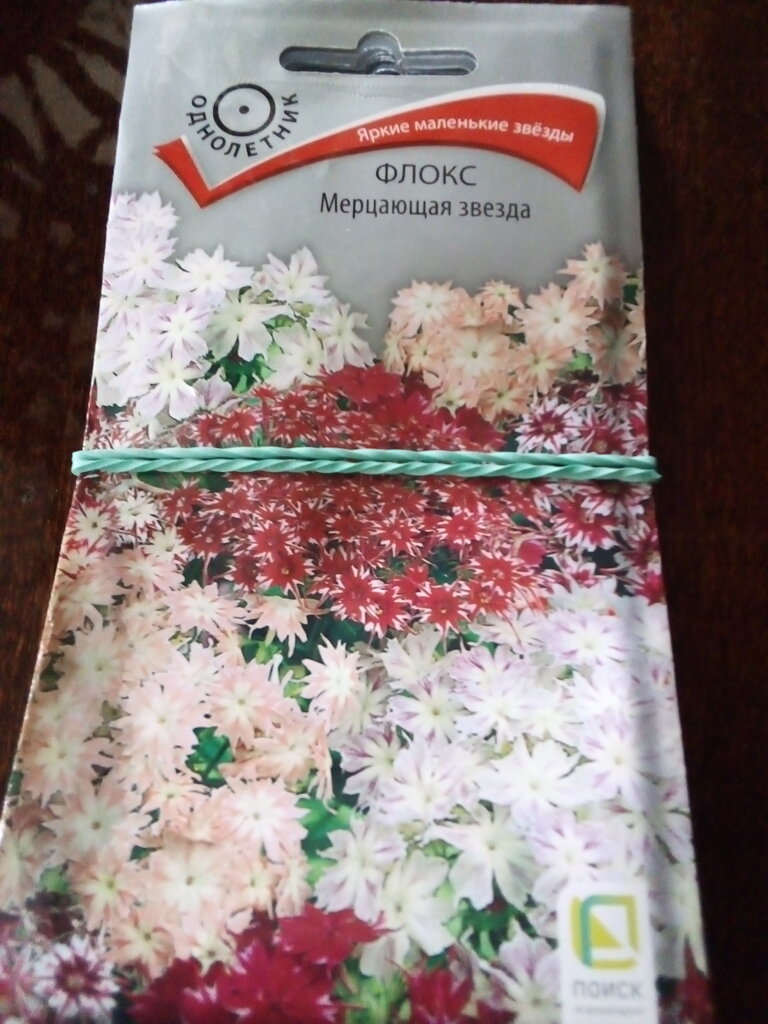 ОДНОЛЕТНИК
Яркие маленькие звёзды
ФЛОКС
Мерцающая звезда
ПОИСК